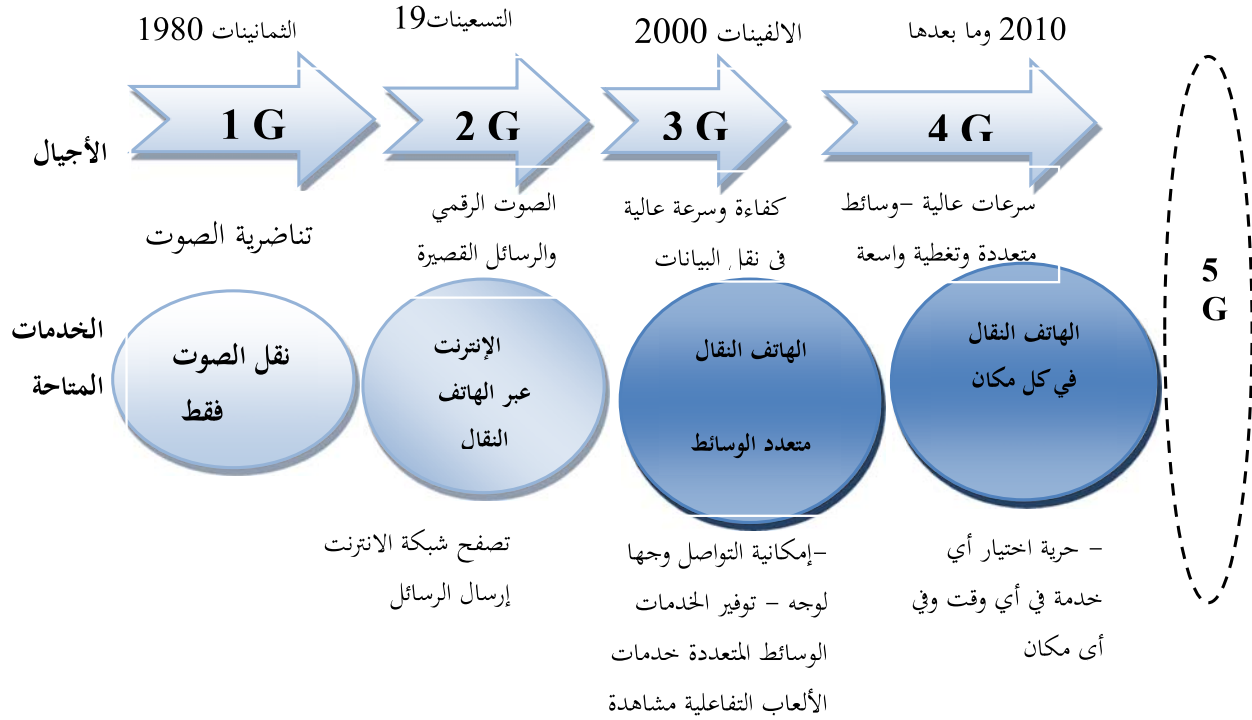 الثمانينات 1980
التسعينات19
الالفينات 2000
2010 وما بعدها
الأجيال
1 G
2 G
3 G
4 G
5
G
تناضرية الصوت
الصوت الرقمي
والرسائل القصيرة
كفاءة وسرعة عالية
في نقل البيانات
سرعات عالية –وسائط
متعددة وتغطية واسعة
الخدمات
المتاحة
نقل الصوت
فقط
الإنترنت
عبر الهاتف
النقال
الهاتف النقال
متعدد الوسائط
الهاتف النقال
في كل مكان
تصفح شبكة الانترنت
إرسال الرسائل
–إمكانية التواصل وجها
لوجه – توفير الخدمات
الوسائط المتعددة خدمات
الألعاب التفاعلية مشاهدة
– حرية اختيار أي
خدمة في أي وقت وفي
أي مكان